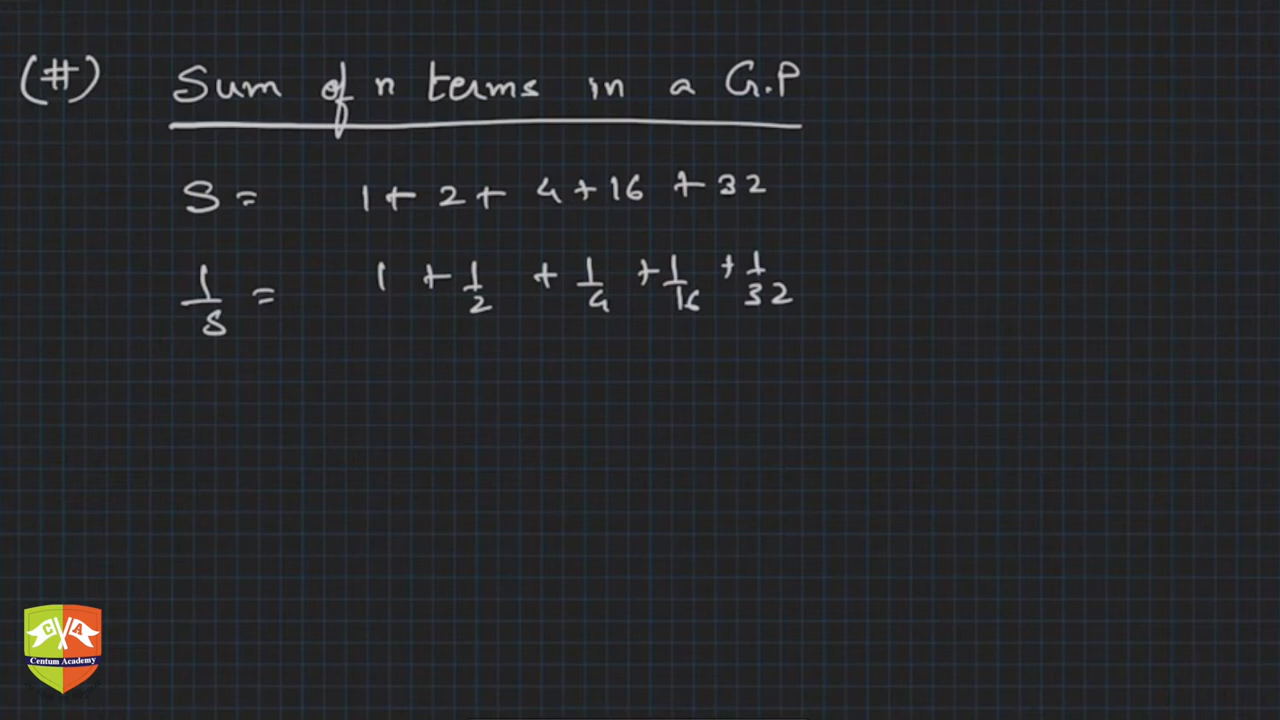 (#) Sum of n terms in a G.P
S = 1 + 2 + 4 + 16 + 32
1/S = 1 + 1/2 + 1/4 + 1/16 + 1/32
C A
Centum Academy